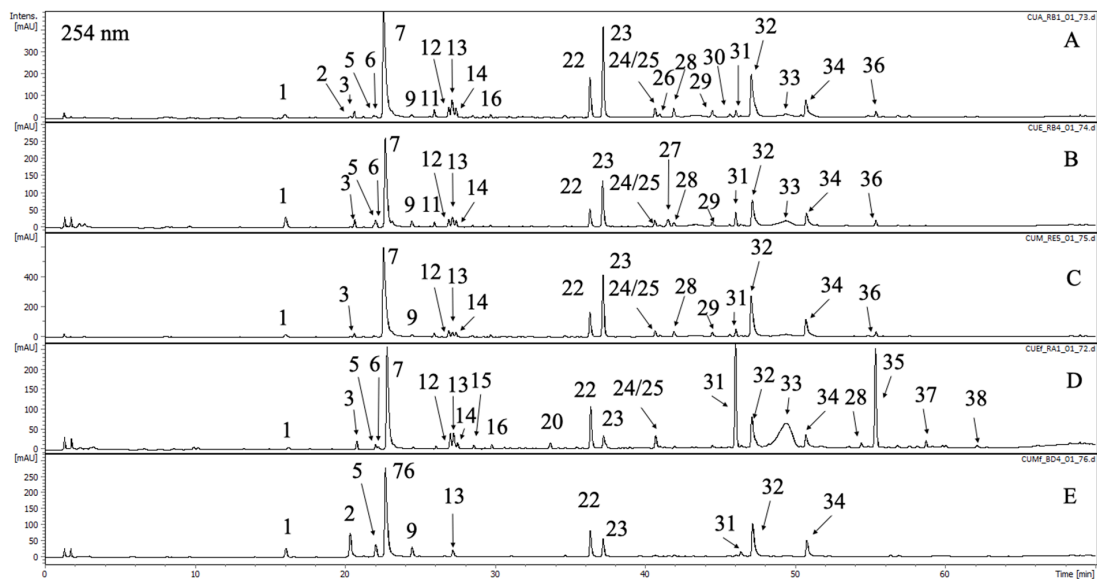 Intens.
[mAU]
254 nm
CUA_RB1_01_73.d
A
1 2 3 5 6 7 9 11 12 13 14 16 22 23 24/25 26 28 29 30 31 32 33 34 36
300
200
100
0
[mAU]
CUE_RB4_01_74.d
B
1 3 5 6 7 9 11 12 13 14 22 23 24/25 27 28 29 31 32 33 34 36
250
200
150
100
50
0
[mAU]
CUM_RE5_01_75.d
C
1 3 7 9 12 13 14 22 23 24/25 28 29 31 32 34 36
400
200
0
[mAU]
CUEf_RA1_01_72.d
D
1 3 5 6 7 12 13 14 15 16 20 22 23 24/25 31 32 33 34 28 35 37 38
200
150
100
50
0
[mAU]
CUMf_BD4_01_76.d
E
1 2 5 76 9 13 22 23 31 32 34
250
200
150
100
50
0
0 10 20 30 40 50 60 Time [min]